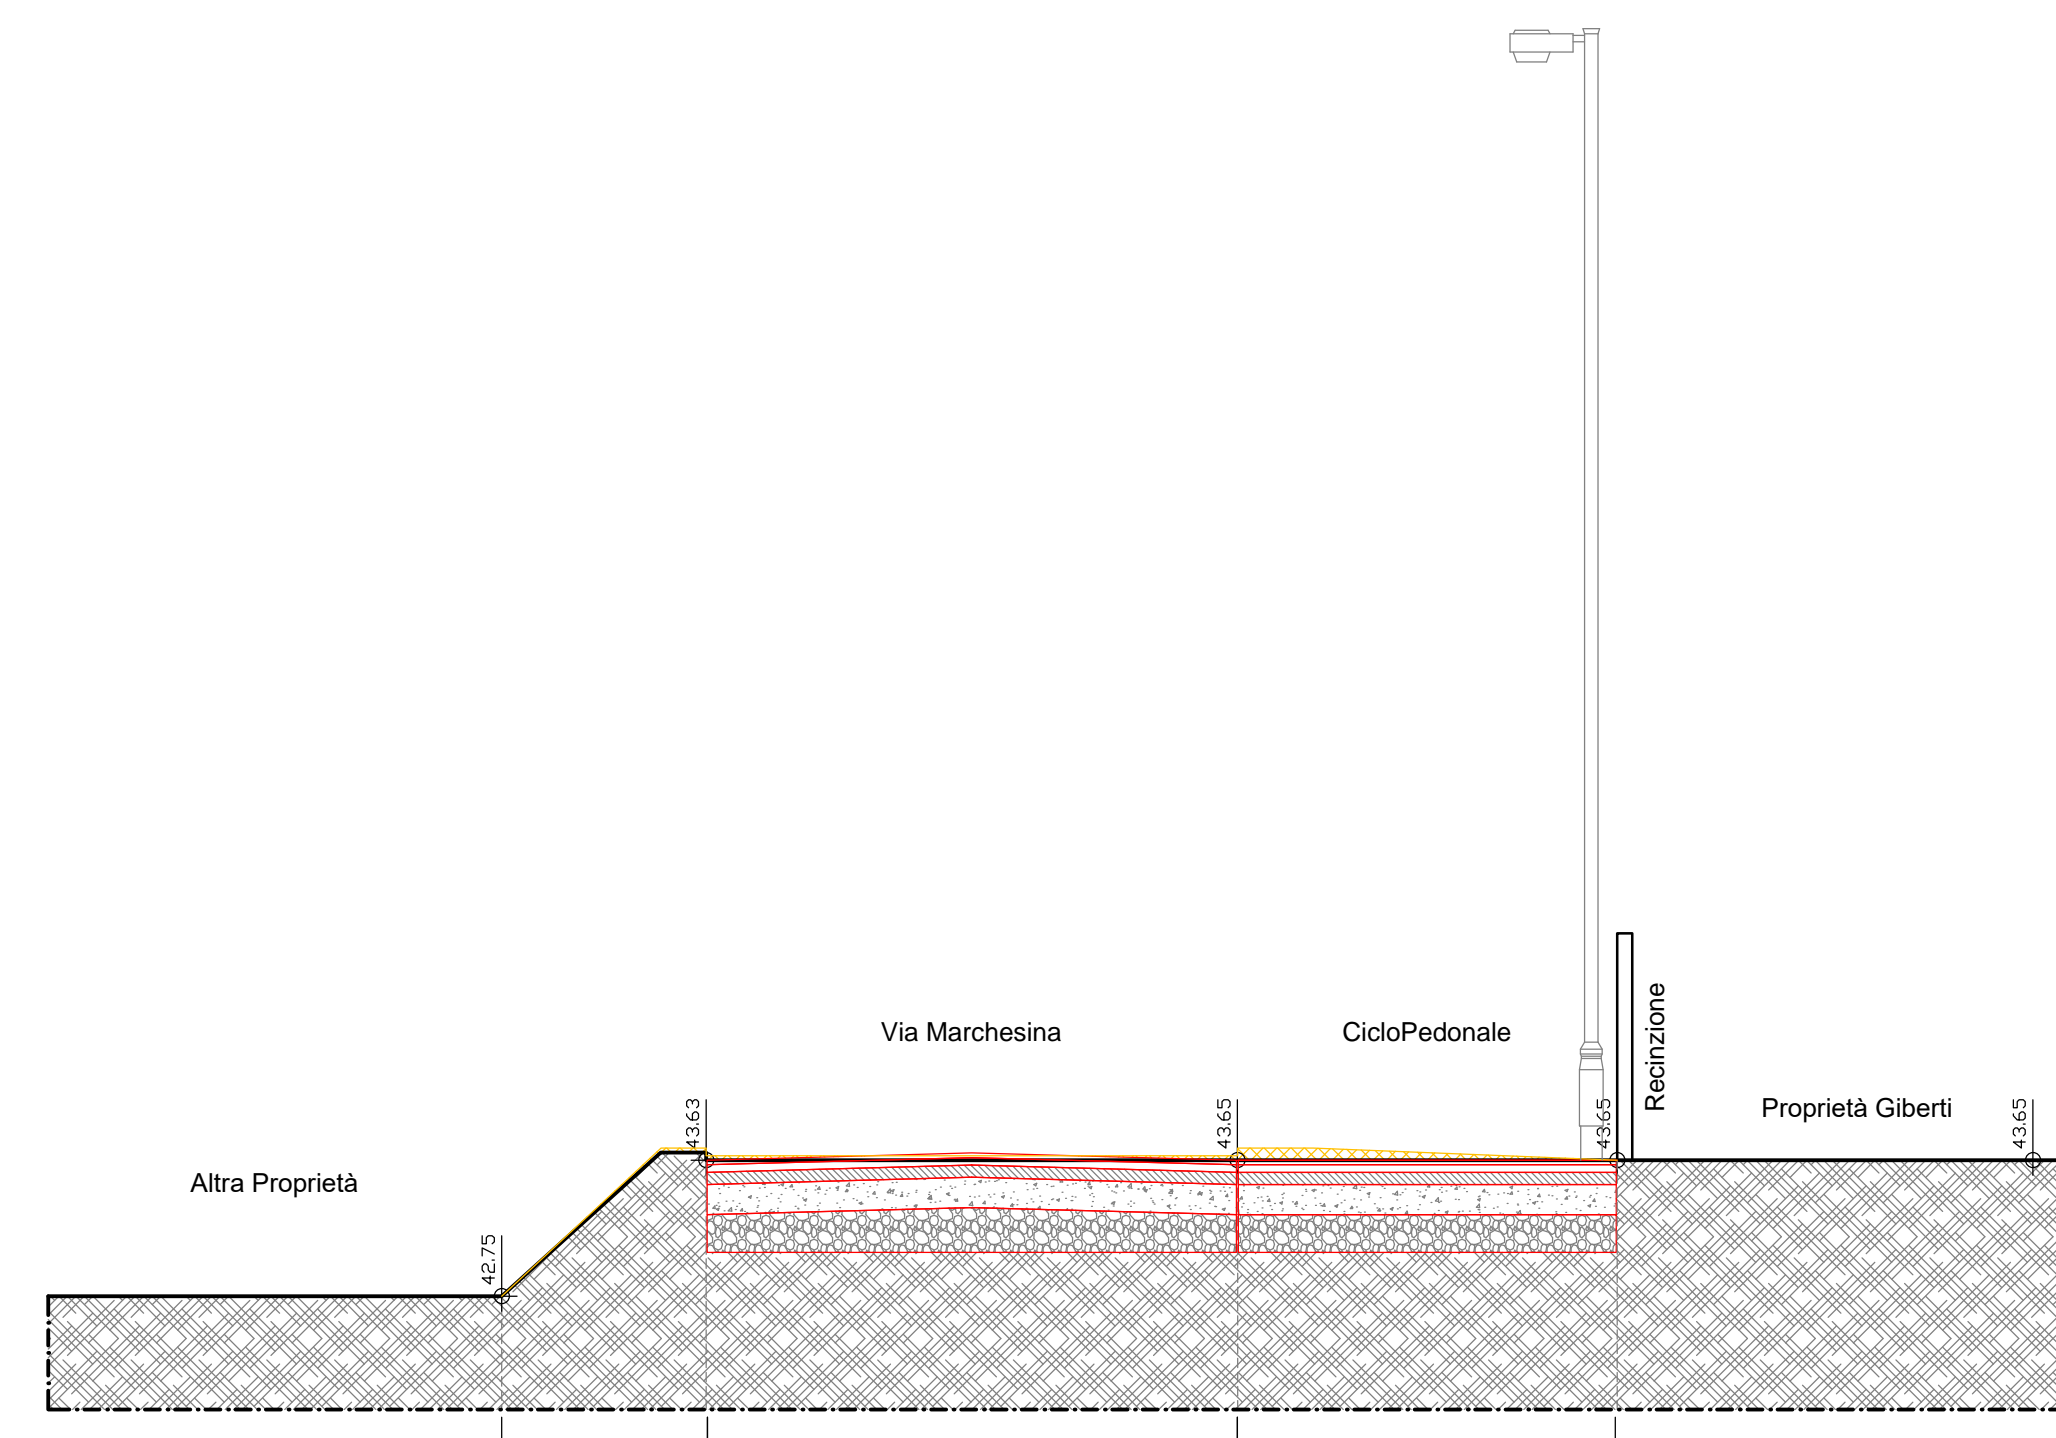 Via Marchesina
CicloPedonale
Recinzione
Proprietà Giberti
43.63
43.65
43.65
43.65
Altra Proprietà
42.75